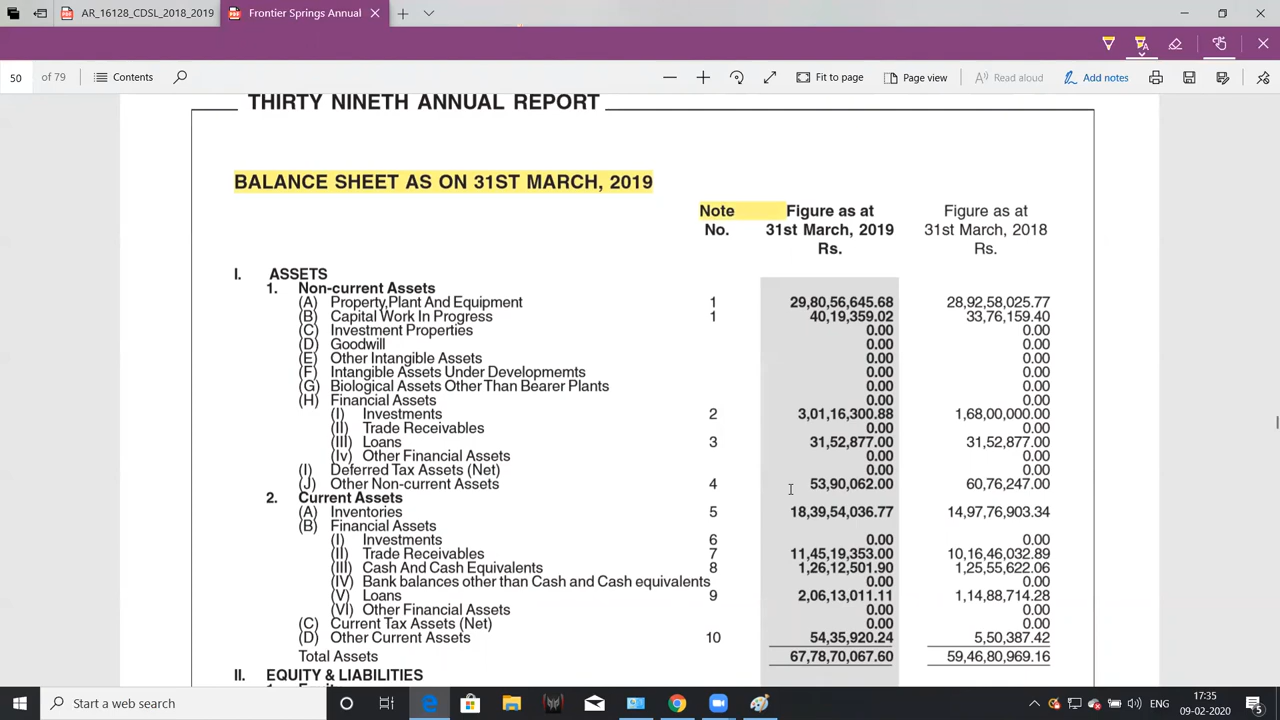 AR_16128_CDSL_2018_2019
Frontier Springs Annual
50 of 79 Contents Fit to page Page view Read aloud Add notes
THIRTY NINETH ANNUAL REPORT
BALANCE SHEET AS ON 31ST MARCH, 2019
Note Figure as at Figure as at
No. 31st March, 2019 31st March, 2018
Rs. Rs.
I. ASSETS
1. Non-current Assets
(A) Property,Plant And Equipment 1 29,80,56,645.68 28,92,58,025.77
(B) Capital Work In Progress 1 40,19,359.02 33,76,159.40
(C) Investment Properties 0.00 0.00
(D) Goodwill 0.00 0.00
(E) Other Intangible Assets 0.00 0.00
(F) Intangible Assets Under Developmemts 0.00 0.00
(G) Biological Assets Other Than Bearer Plants 0.00 0.00
(H) Financial Assets 0.00 0.00
(I) Investments 2 3,01,16,300.88 1,68,00,000.00
(II) Trade Receivables 0.00 0.00
(III) Loans 3 31,52,877.00 31,52,877.00
(Iv) Other Financial Assets 0.00 0.00
(I) Deferred Tax Assets (Net) 0.00 0.00
(J) Other Non-current Assets 4 53,90,062.00 60,76,247.00
2. Current Assets
(A) Inventories 5 18,39,54,036.77 14,97,76,903.34
(B) Financial Assets
(I) Investments 6 0.00 0.00
(II) Trade Receivables 7 11,45,19,353.00 10,16,46,032.89
(III) Cash And Cash Equivalents 8 1,26,12,501.90 1,25,55,622.06
(IV) Bank balances other than Cash and Cash equivalents 0.00 0.00
(V) Loans 9 2,06,13,011.11 1,14,88,714.28
(VI) Other Financial Assets 0.00 0.00
(C) Current Tax Assets (Net) 0.00 0.00
(D) Other Current Assets 10 54,35,920.24 5,50,387.42
Total Assets 67,78,70,067.60 59,46,80,969.16
II. EQUITY & LIABILITIES
Start a web search
ENG
17:35
09-02-2020
5